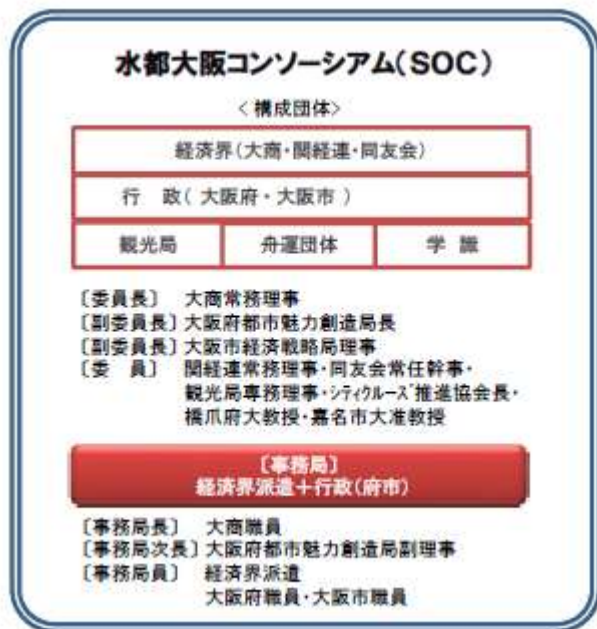 水都大阪コンソーシアム(SOC)
<構成団体>
経済界(大商・関経連・同友会)
行　政( 大阪府・大阪市 )
観光局　舟運団体　学 識
〔委員長〕　大商常務理事
〔副委員長〕大阪府都市魅力創造局長
〔副委員長〕大阪市経済戦略局理事
〔委　員〕　関経連常務理事・同友会常任幹事・
観光局専務理事・シティクルーズ推進協会長・
橋爪府大教授・嘉名市大准教授
〔事務局〕
経済界派遣＋行政(府市)
〔事務局長〕　大商職員
〔事務局次長〕大阪府都市魅力創造局副理事
〔事務局員〕　経済界派遣
大阪府職員・大阪市職員